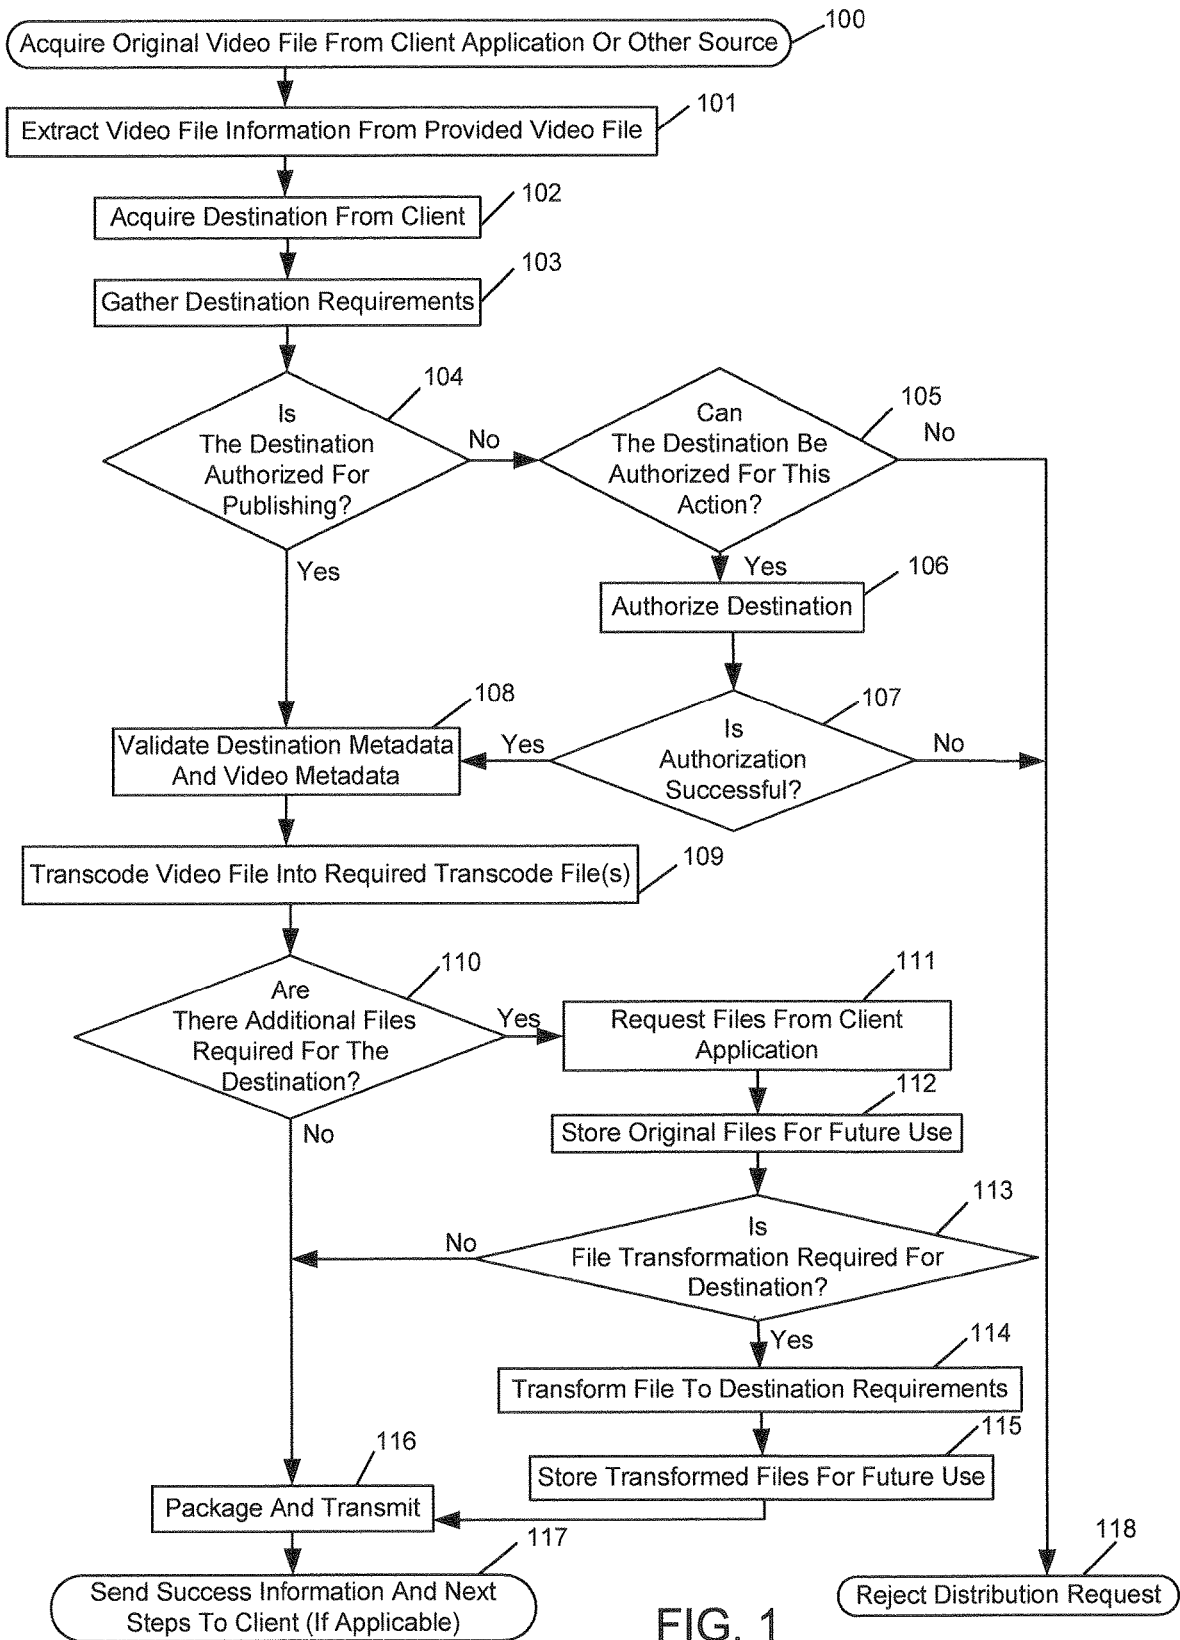 100
Acquire Original Video File From Client Application Or Other Source
101
Extract Video File Information From Provided Video File
102
Acquire Destination From Client
103
Gather Destination Requirements
104
Is
The Destination
Authorized For
Publishing?
No
Yes
105
Can
The Destination Be
Authorized For This
Action?
No
Yes
106
Authorize Destination
107
Is
Authorization
Successful?
Yes
No
108
Validate Destination Metadada
And Video Metadada
109
Transcode Video File Into Required Transcode File(s)
110
Are
There Additional Files
Required For The
Destination?
Yes
No
111
Request Files From Client
Application
112
Store Original Files For Future Use
113
Is
File Transformation Required For
Destination?
No
Yes
114
Transform File To Destination Requirements
115
Store Transformed Files For Future Use
116
Package And Transmit
117
Send Success Information And Next
Steps To Client (If Applicable)
118
Reject Distribution Request
FIG. 1